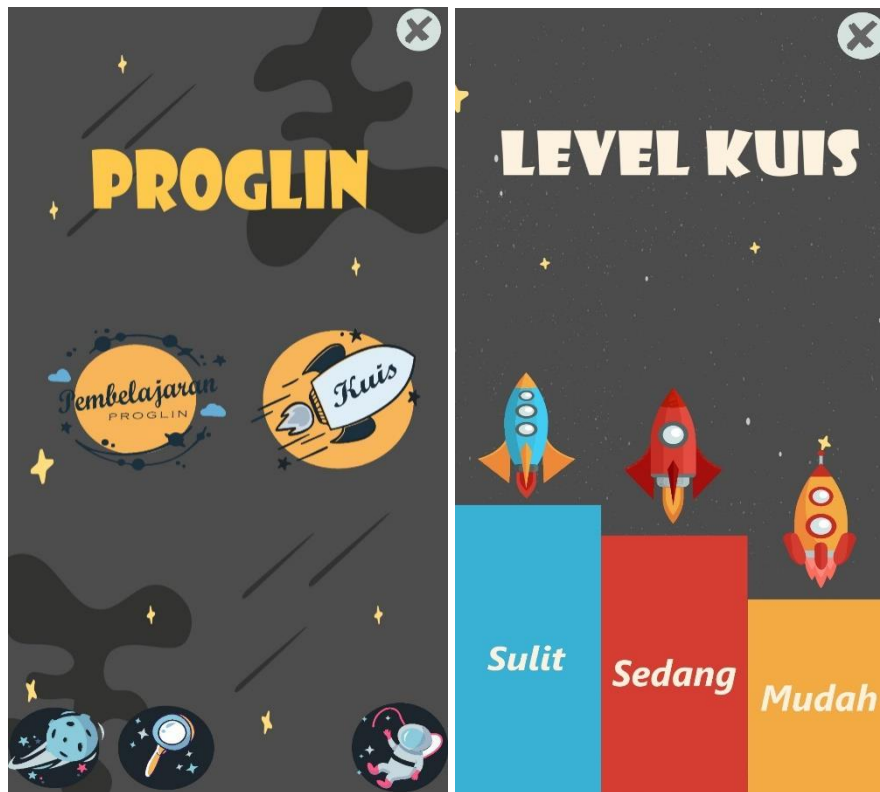 PROGLIN
Pembelajaran
PROGLIN
Kuis
LEVEL KUIS
Sulit
Sedang
Mudah